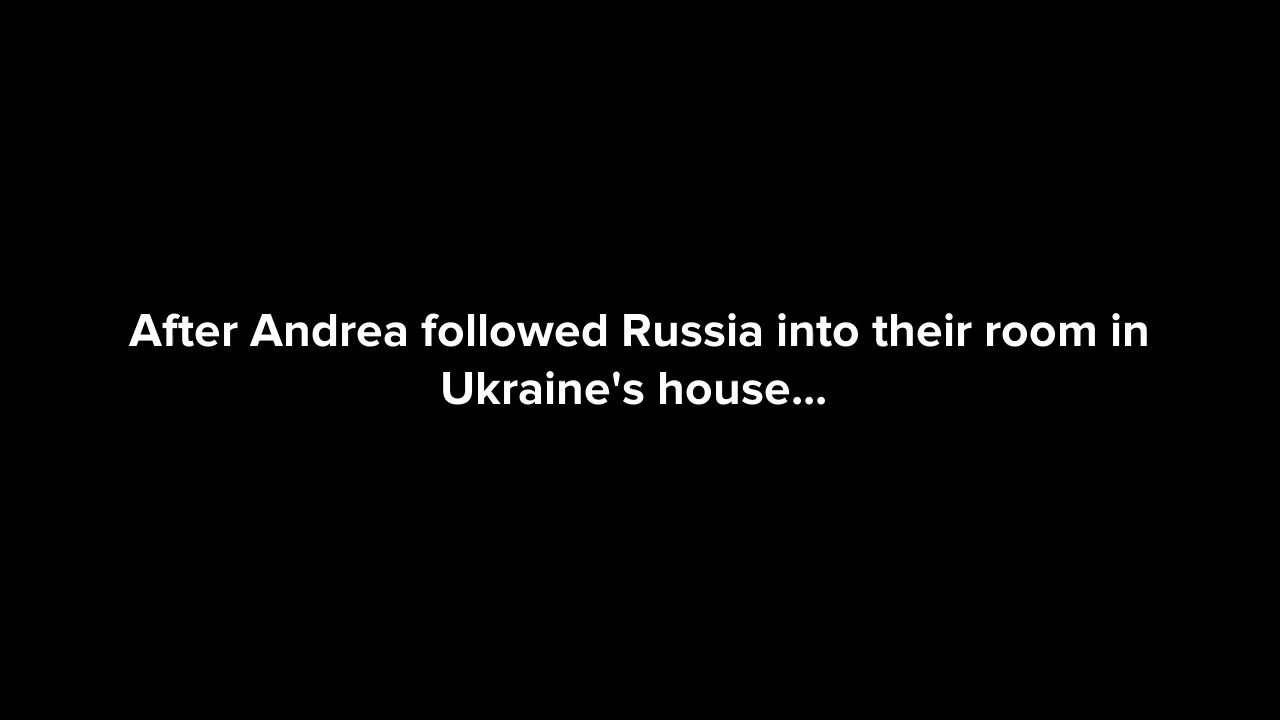 After Andrea followed Russia into their room in
Ukraine's house...